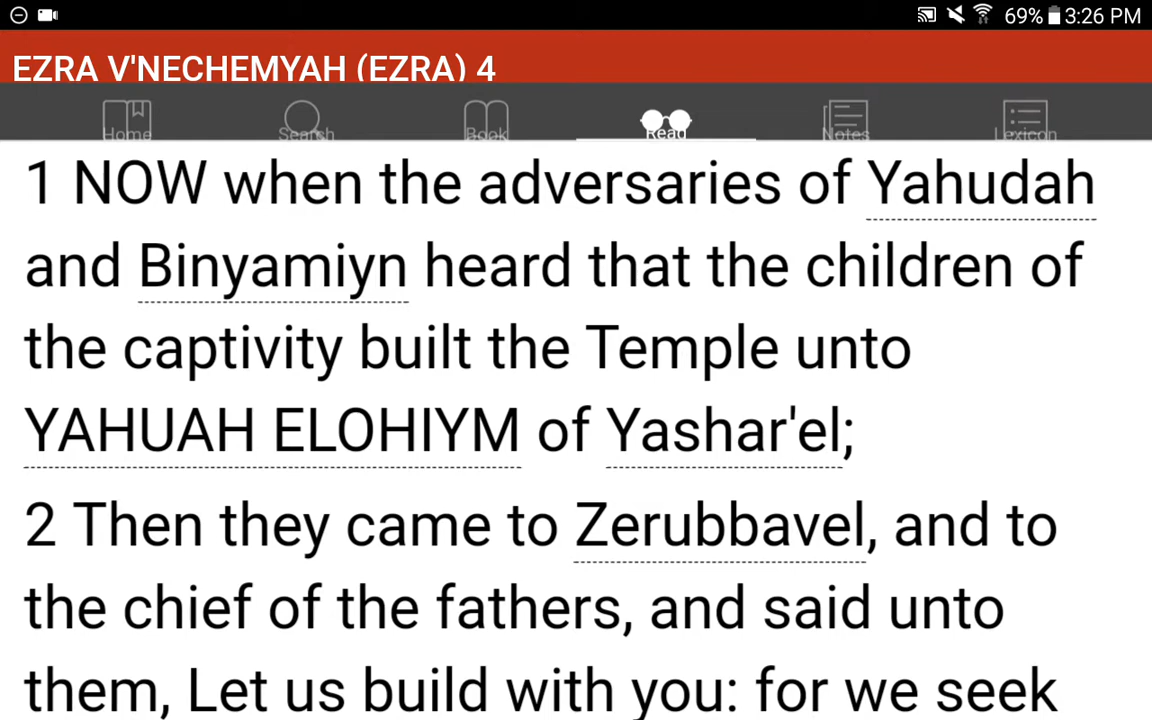 69% 3:26 PM
EZRA V'NECHEMYAH (EZRA) 4
Home Search Book Read Notes Lexicon
1 NOW when the adversaries of Yahudah
and Binyamiyn heard that the children of
the captivity built the Temple unto
YAHUAH ELOHIYM of Yashar'el;
2 Then they came to Zerubbavel, and to
the chief of the fathers, and said unto
them, Let us build with you: for we seek